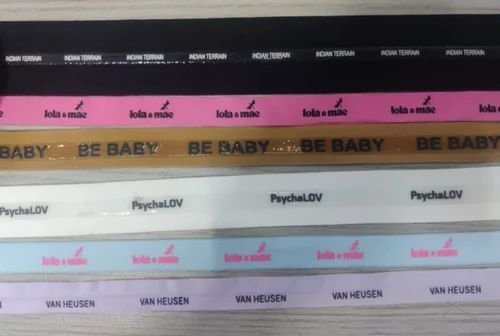 INDIAN TERRAIN INDIAN TERRAIN INDIAN TERRAIN INDIAN TERRAIN INDIAN TERRAIN INDIAN TERRAIN INDIAN TERRAIN INDIAN TERRAIN
lola & mae lola & mae lola & mae lola & mae lola & mae lo
BABY BE BABY BE BABY BE BABY BE BABY
PsychaLOV PsychaLOV PsychaLOV PsychaLOV
lola & mae lola & mae lola & mae lola & mae lola & mae
VAN HEUSEN VAN HEUSEN VAN HEUSEN VAN HEUSEN VAN HEUSEN